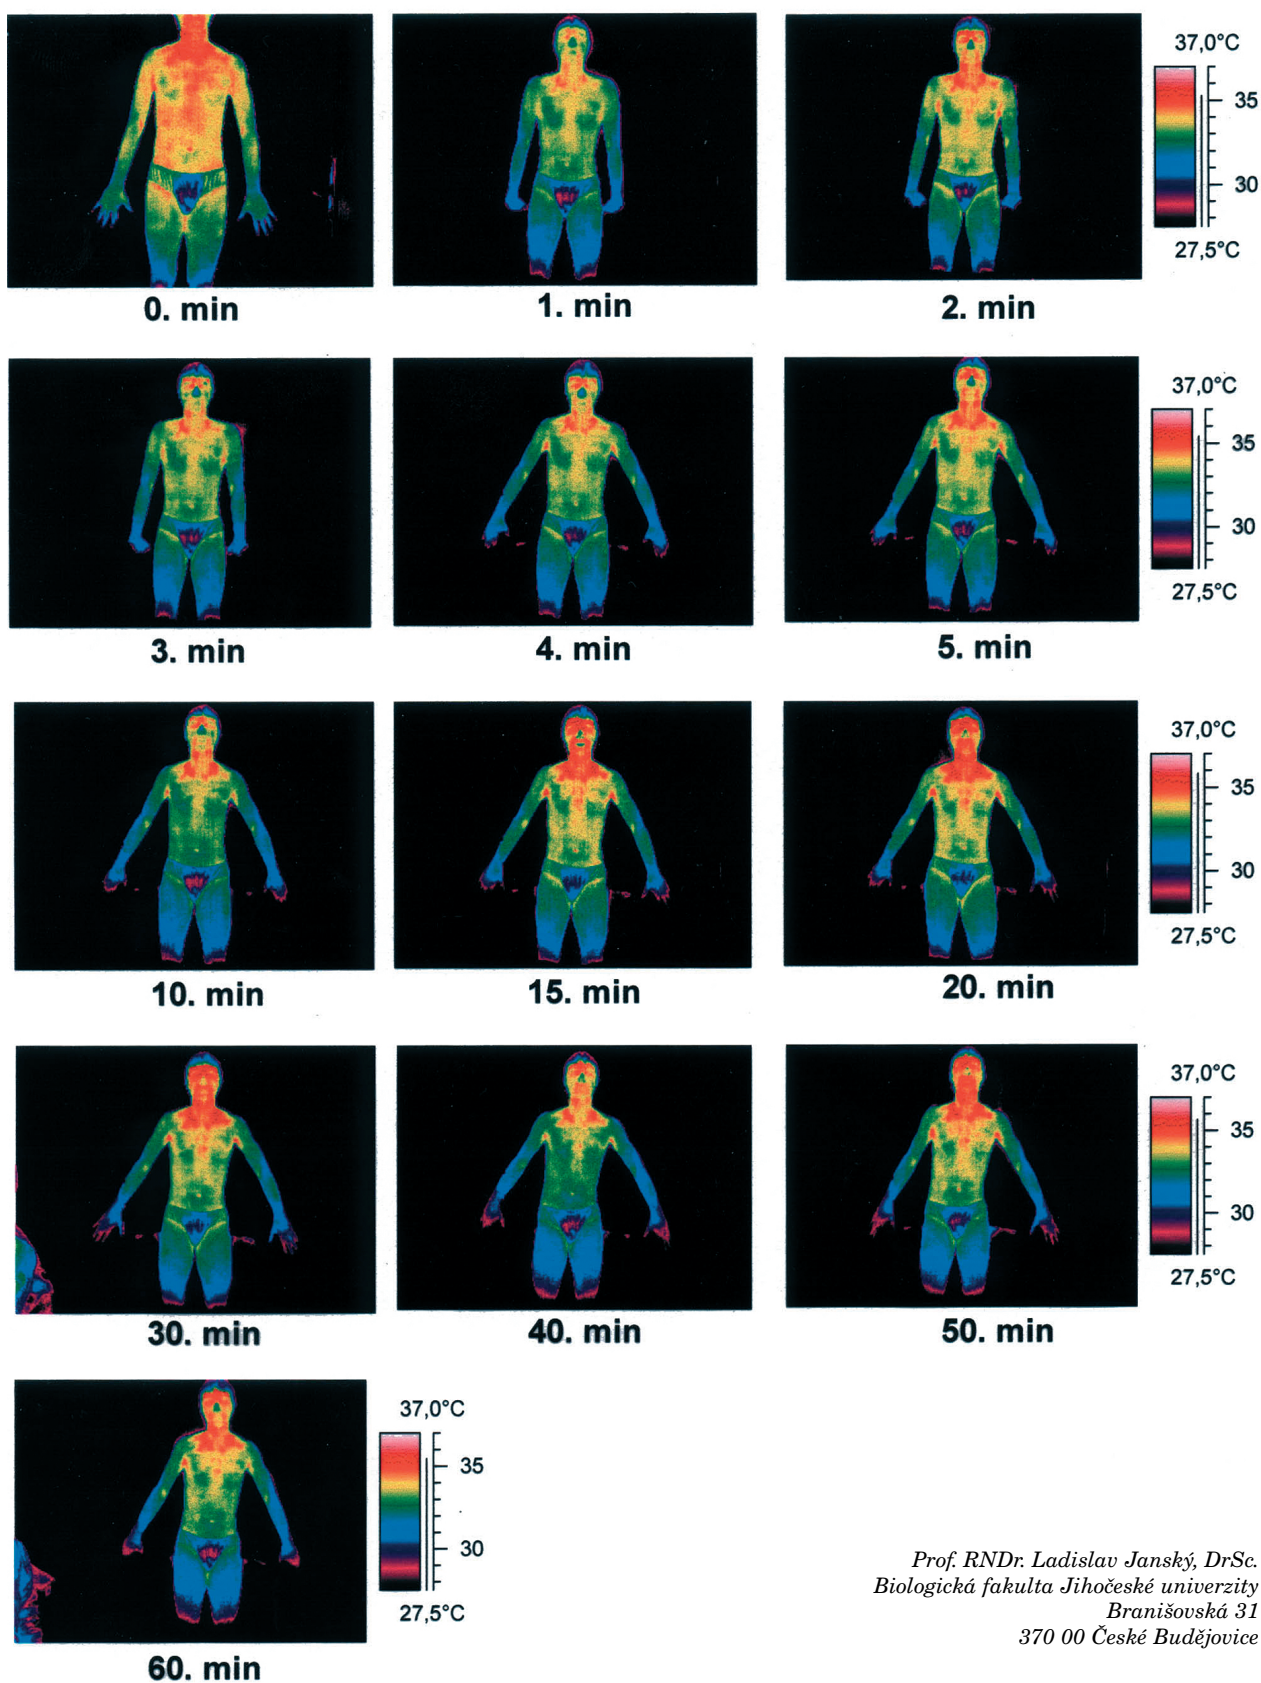 37,0°C
35
30
27,5°C
0. min
1. min
2. min
37,0°C
35
30
27,5°C
3. min
4. min
5. min
37,0°C
35
30
27,5°C
10. min
15. min
20. min
37,0°C
35
30
27,5°C
30. min
40. min
50. min
37,0°C
35
30
27,5°C
60. min
Prof. RNDr. Ladislav Janský, DrSc.
Biologická fakulta Jihočeské univerzity
Branišovská 31
370 00 České Budějovice